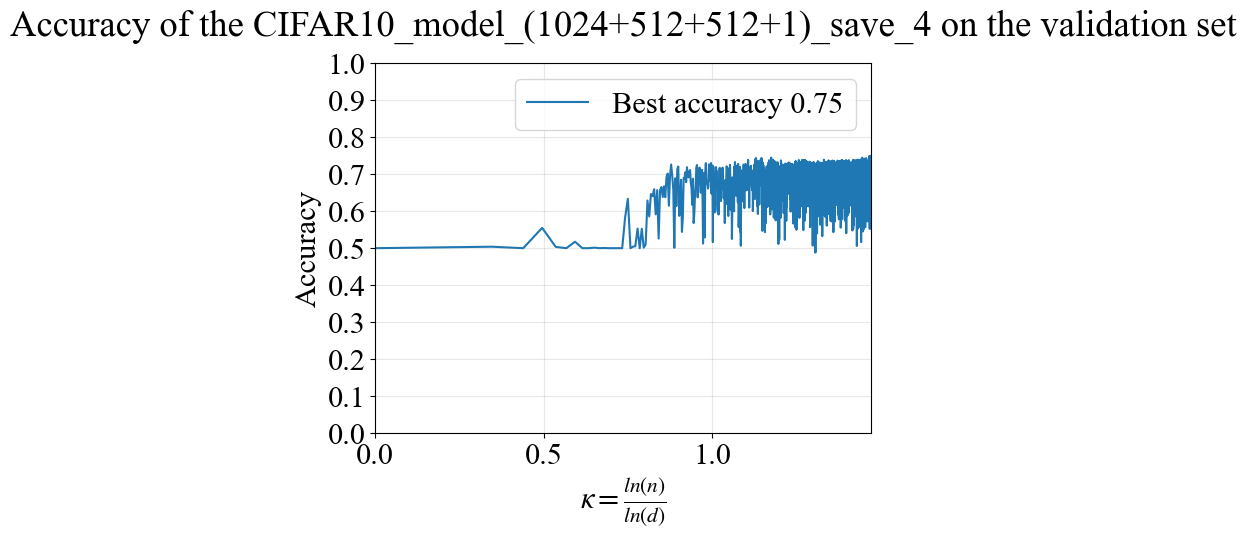 Accuracy of the CIFAR10_model_(1024+512+512+1)_save_4 on the validation set
Best accuracy 0.75
Accuracy
1.0
0.9
0.8
0.7
0.6
0.5
0.4
0.3
0.2
0.1
0.0
0.0 0.5 1.0
κ = ln(n) / ln(d)